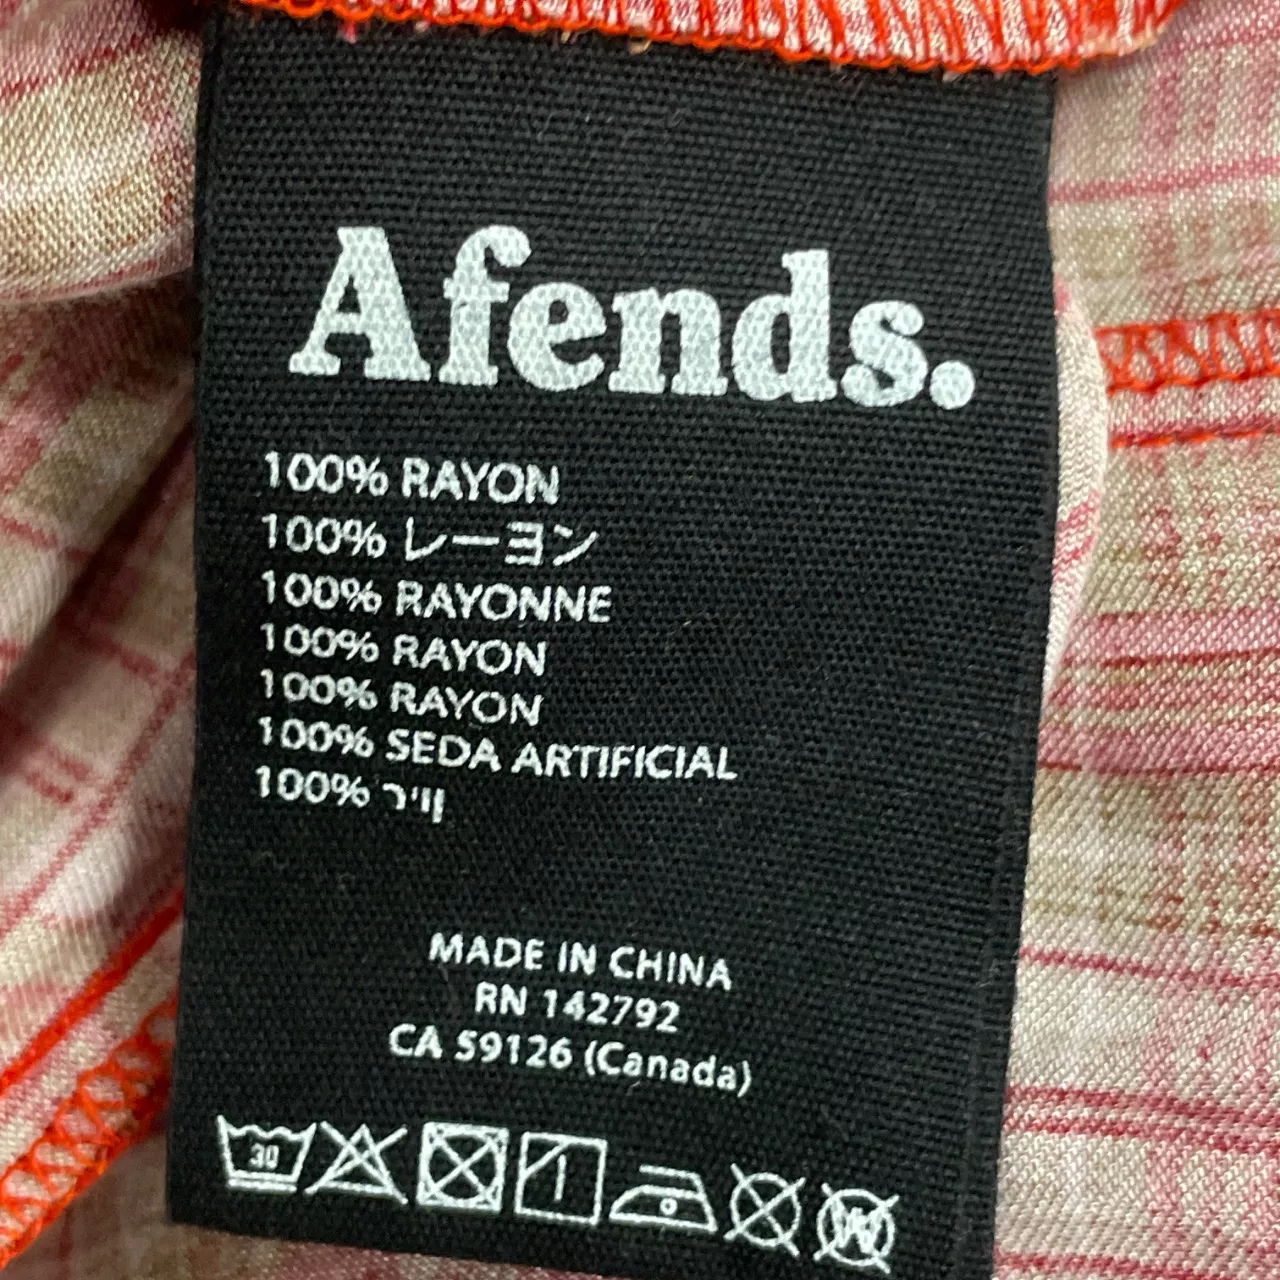 Afends.
100% RAYON
100% レーヨン
100% RAYONNE
100% RAYON
100% RAYON
100% SEDA ARTIFICIAL
100%
MADE IN CHINA
RN 142792
CA 59126 (Canada)
30
W